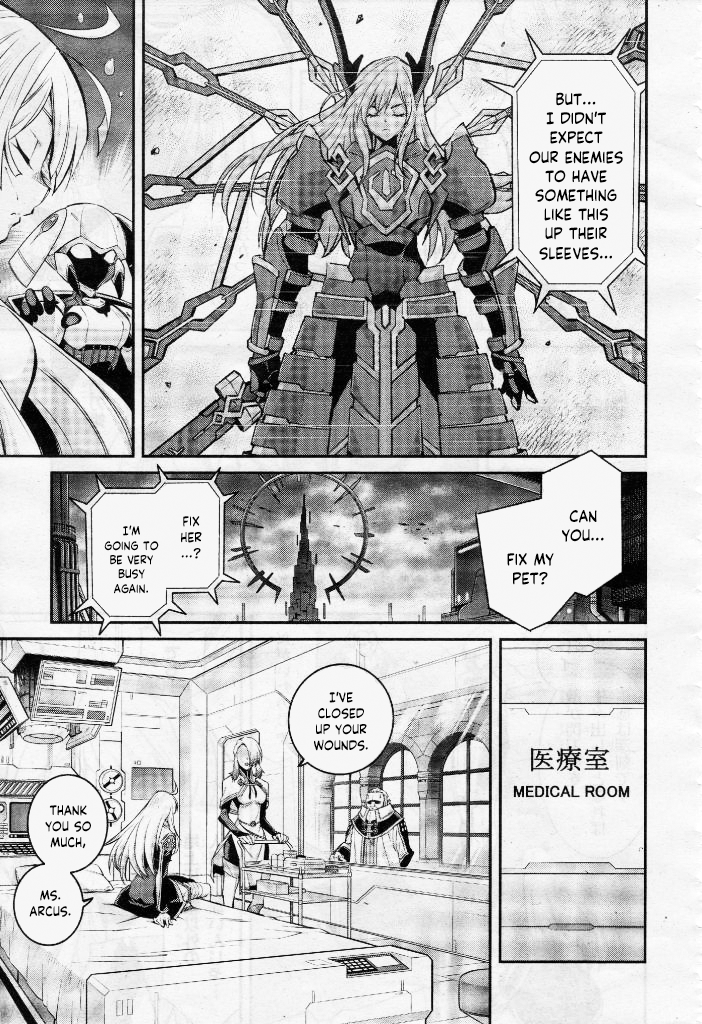 BUT...
I DIDN'T
EXPECT
OUR ENEMIES
TO HAVE
SOMETHING
LIKE THIS
UP THEIR
SLEEVES...
CAN
YOU...
FIX MY
PET?
FIX
HER
...?
I'M
GOING TO
BE VERY
BUSY
AGAIN.
医療室
MEDICAL ROOM
I'VE
CLOSED
UP YOUR
WOUNDS.
THANK
YOU SO
MUCH,
MS.
ARCUS.